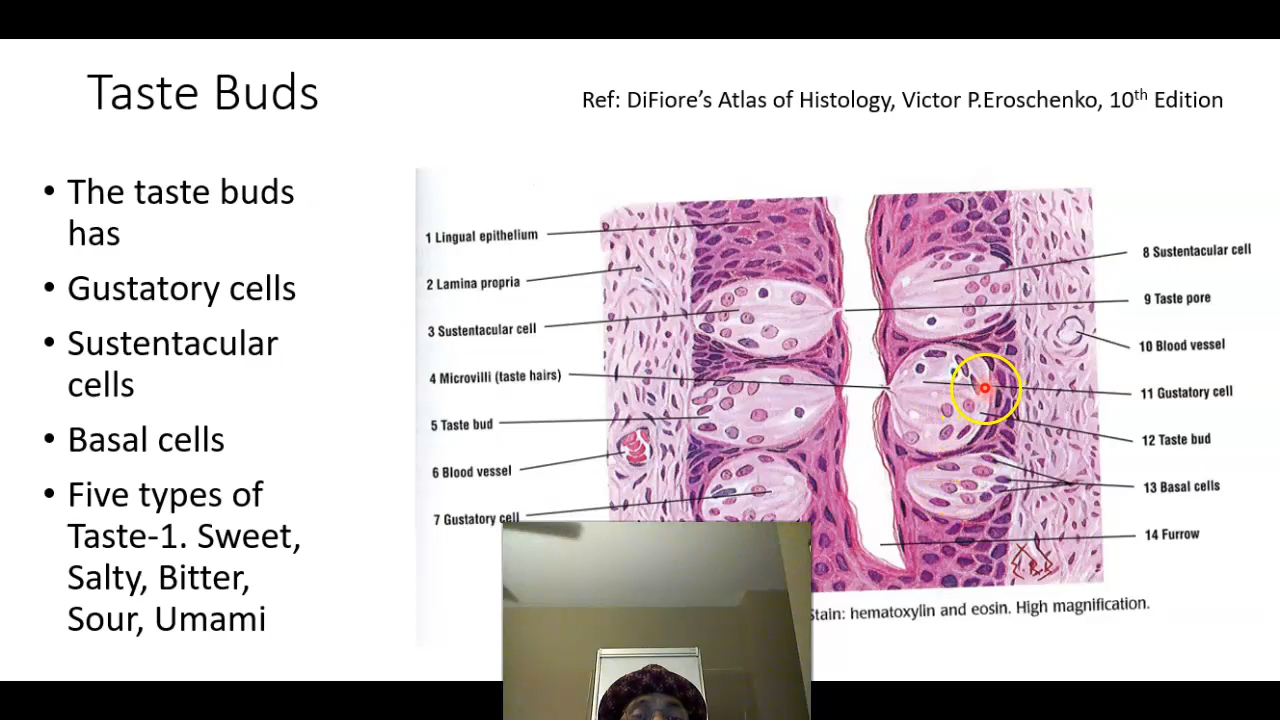 Taste Buds
Ref: DiFiore's Atlas of Histology, Victor P.Eroschenko, 10th Edition
• The taste buds
has
• Gustatory cells
• Sustentacular
cells
• Basal cells
• Five types of
Taste-1. Sweet,
Salty, Bitter,
Sour, Umami
1 Lingual epithelium
2 Lamina propria
3 Sustentacular cell
4 Microvilli (taste hairs)
5 Taste bud
6 Blood vessel
7 Gustatory cell
8 Sustentacular cell
9 Taste pore
10 Blood vessel
11 Gustatory cell
12 Taste bud
13 Basal cells
14 Furrow
Stain: hematoxylin and eosin. High magnification.